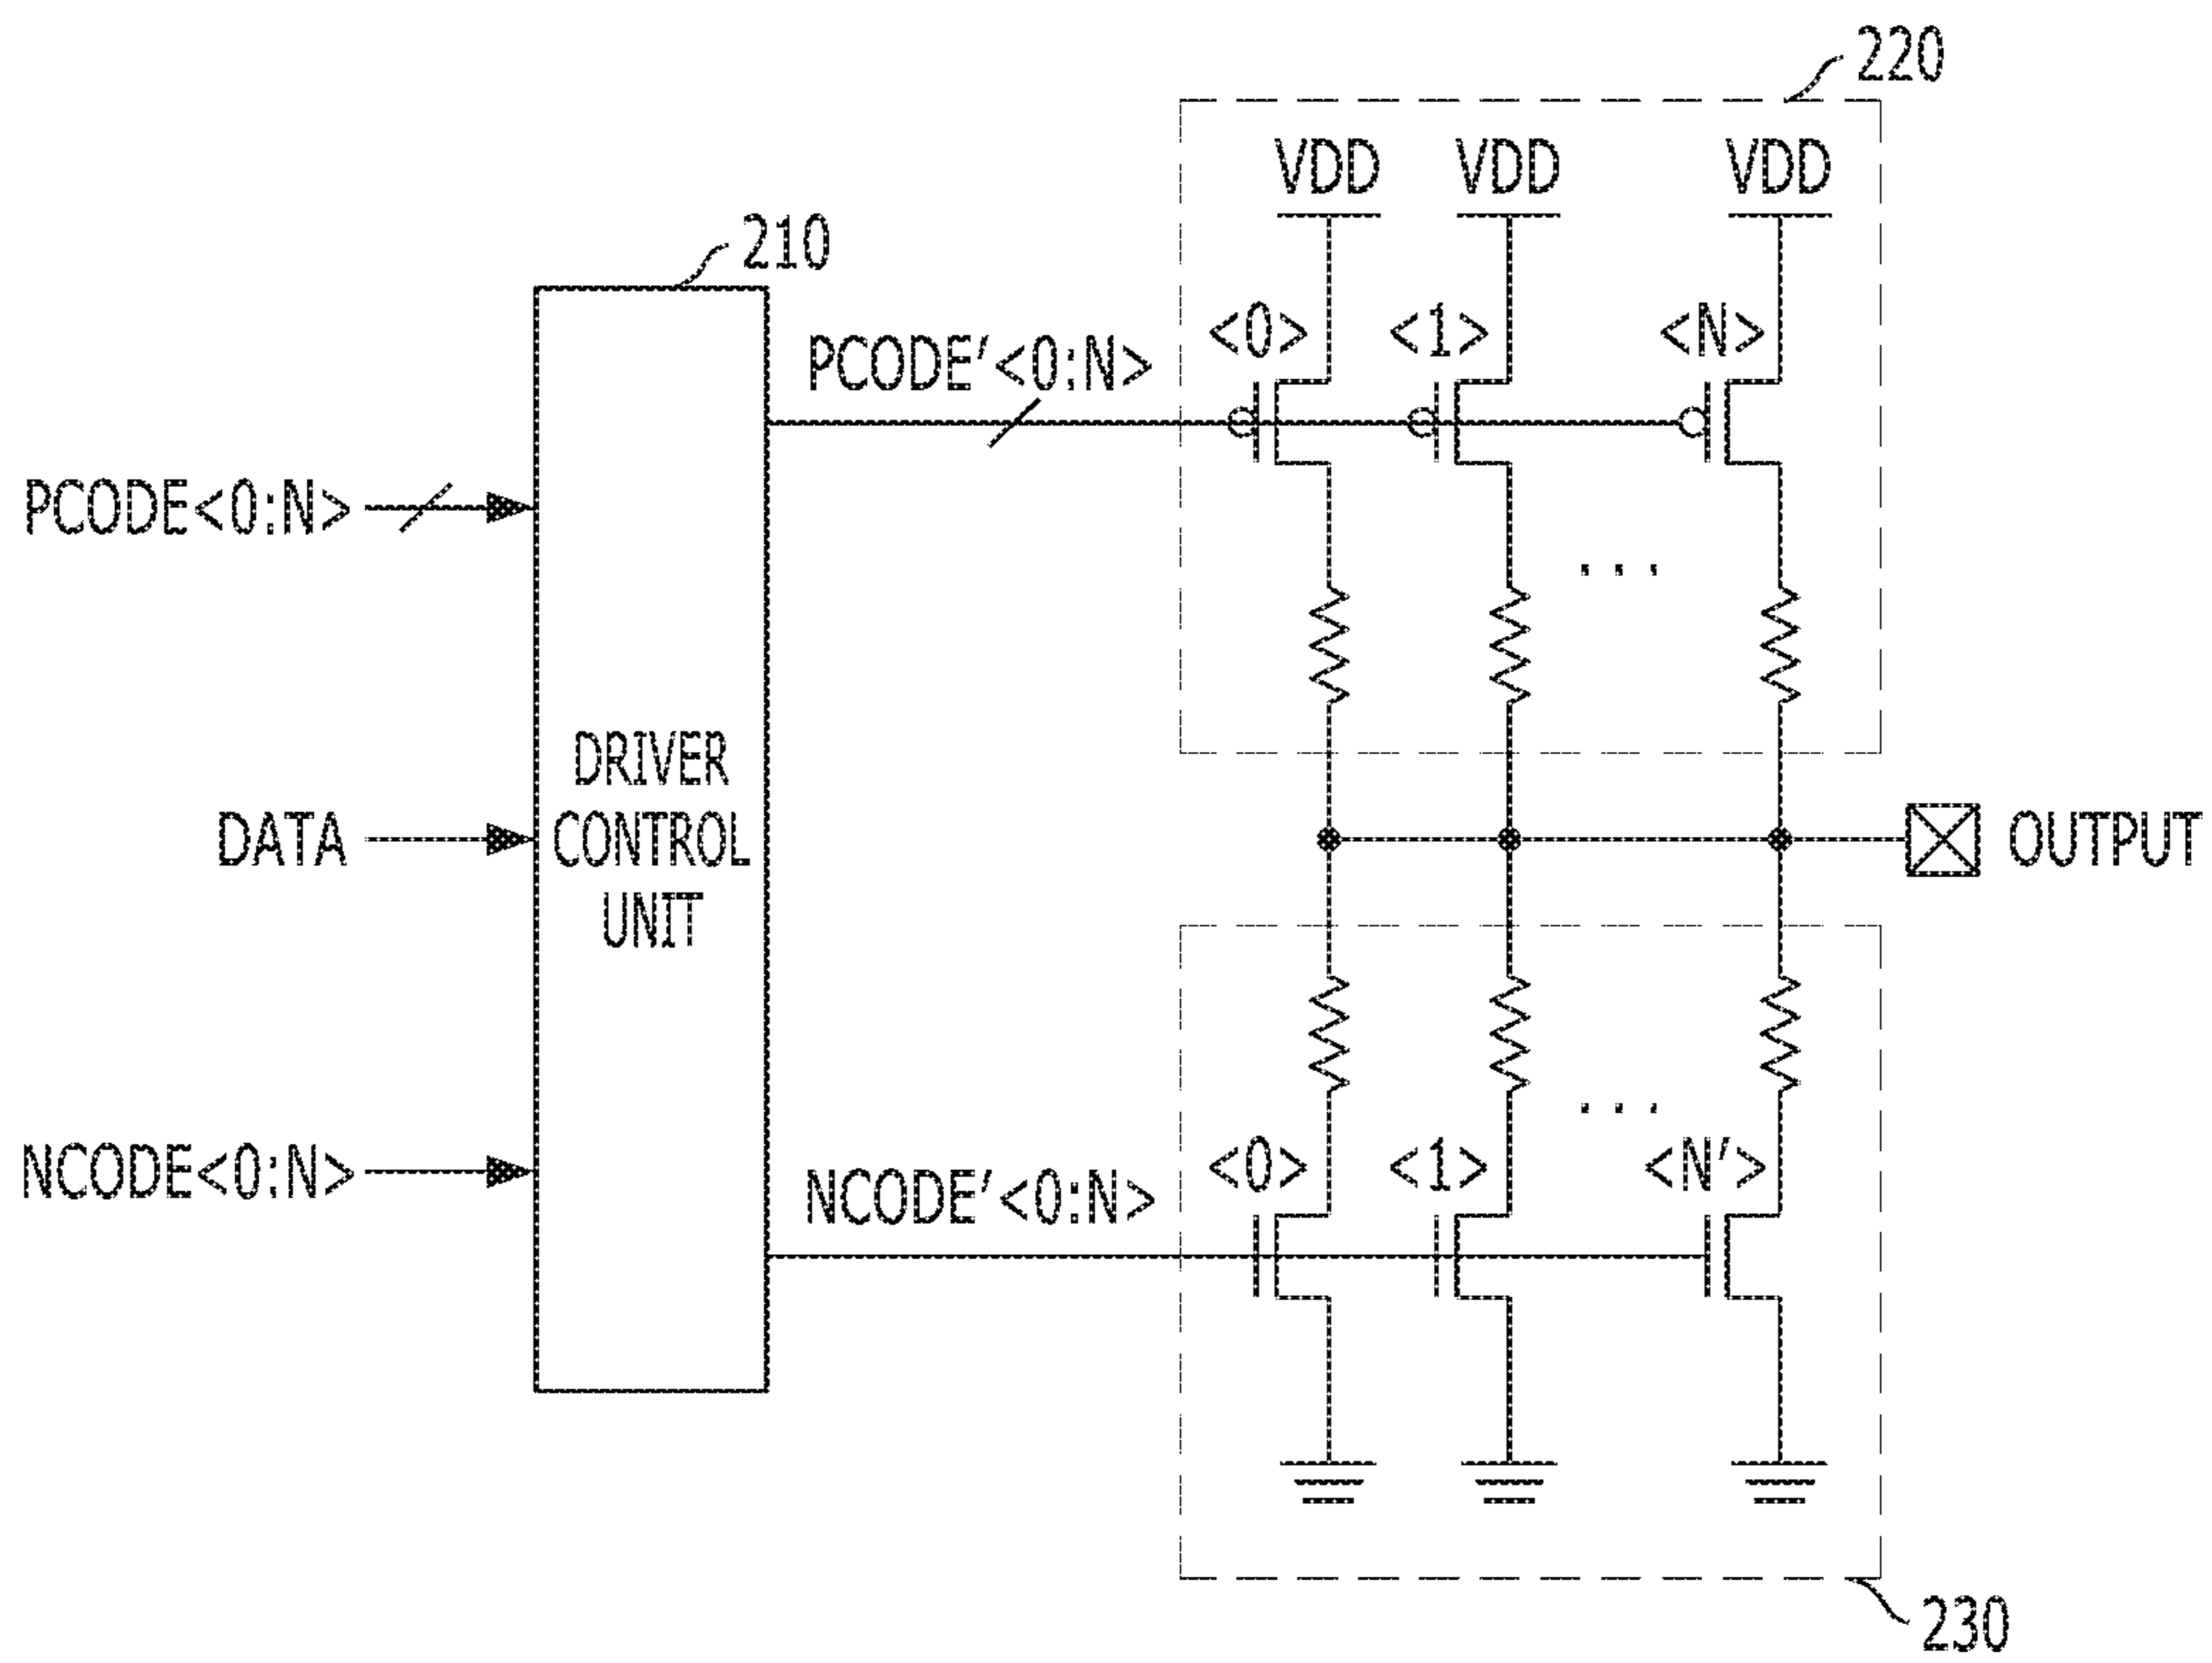 220
VDD VDD VDD
210
<0> <1> <N>
PCODE'<0:N>
PCODE<0:N>
...
DRIVER
CONTROL
UNIT
DATA
OUTPUT
...
NCODE<0:N>
NCODE'<0:N>
<0> <1> <N'>
230